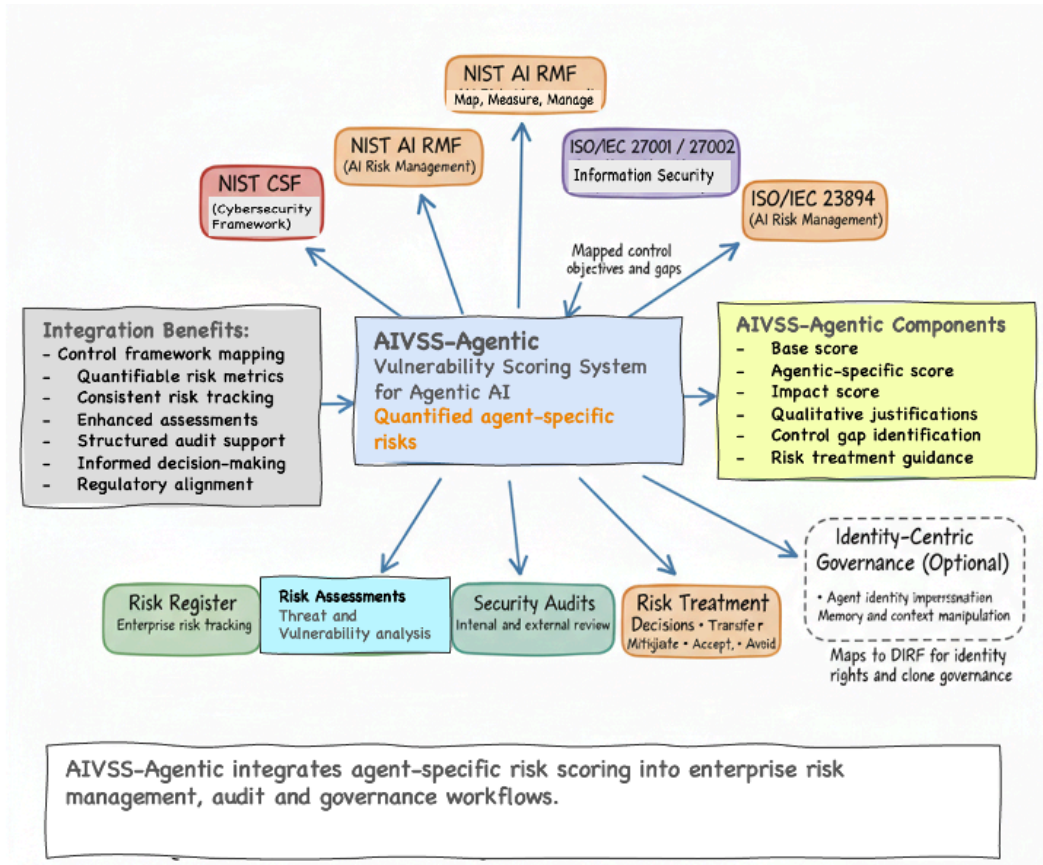 NIST AI RMF
Map, Measure, Manage
NIST AI RMF
(AI Risk Management)
ISO/IEC 27001 / 27002
Information Security
NIST CSF
(Cybersecurity
Framework)
ISO/IEC 23894
(AI Risk Management)
Mapped control
objectives and gaps
Integration Benefits:
- Control framework mapping
- Quantifiable risk metrics
- Consistent risk tracking
- Enhanced assessments
- Structured audit support
- Informed decision-making
- Regulatory alignment
AIVSS-Agentic
Vulnerability Scoring System
for Agentic AI
Quantified agent-specific
risks
AIVSS-Agentic Components
- Base score
- Agentic-specific score
- Impact score
- Qualitative justifications
- Control gap identification
- Risk treatment guidance
Risk Register
Enterprise risk tracking
Risk Assessments
Threat and
Vulnerability analysis
Security Audits
Internal and external review
Risk Treatment
Decisions • Transfer
• Accept, • Avoid
Identity-Centric
Governance (Optional)
• Agent identity
Memory and context manipulation
Maps to DIRF for identity
rights and clone governance
AIVSS-Agentic integrates agent-specific risk scoring into enterprise risk
management, audit and governance workflows.